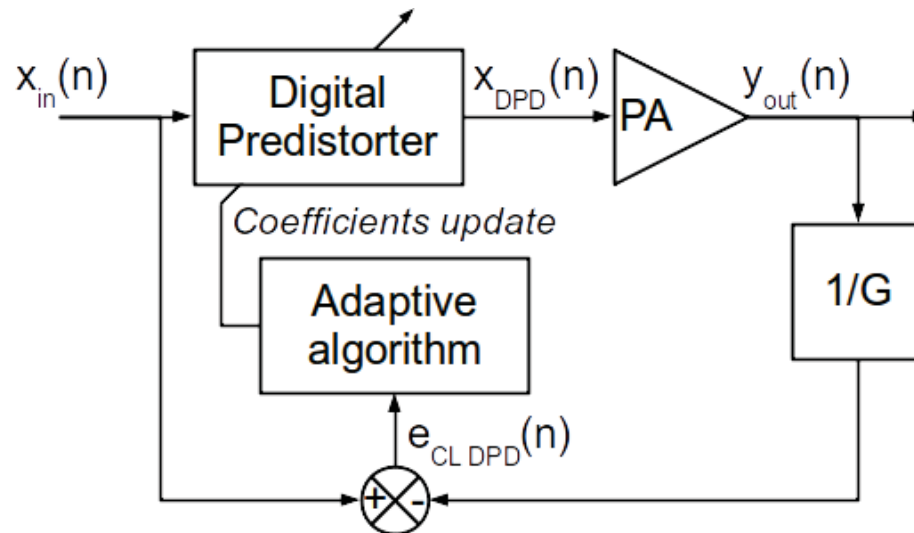 x_in(n)
Digital
Predistorter
x_DPD(n)
PA
y_out(n)
Coefficients update
1/G
Adaptive
algorithm
e_CL DPD(n)
+
-